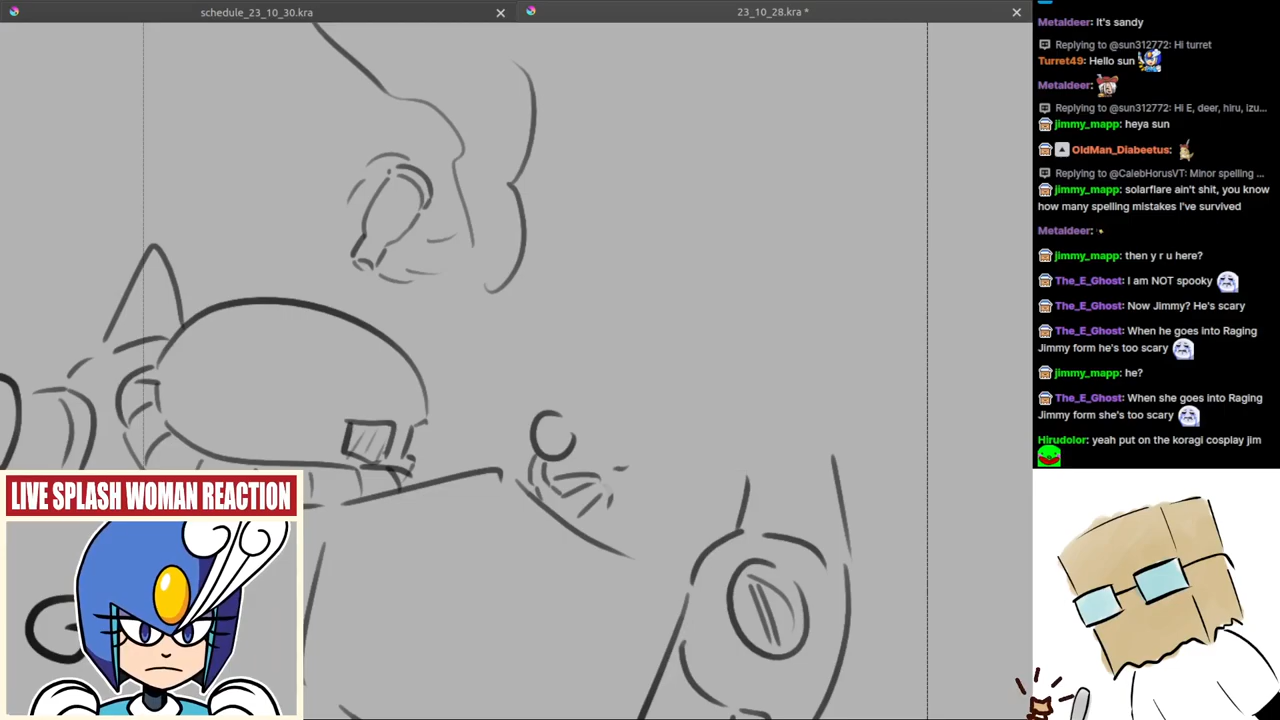 schedule_23_10_30.kra
23_10_28.kra *
Metaldeer: It's sandy
Replying to @sun312772: Hi turret
Turret49: Hello sun
Metaldeer:
Replying to @sun312772: Hi E, deer, hiru, izu...
jimmy_mapp: heya sun
OldMan_Diabeetus:
Replying to @CalebHorusVT: Minor spelling ...
jimmy_mapp: solarflare ain't shit, you know
how many spelling mistakes I've survived
Metaldeer:
jimmy_mapp: then y r u here?
The_E_Ghost: I am NOT spooky
The_E_Ghost: Now Jimmy? He's scary
The_E_Ghost: When he goes into Raging
Jimmy form he's too scary
jimmy_mapp: he?
The_E_Ghost: When she goes into Raging
Jimmy form she's too scary
Hirudolor: yeah put on the koragi cosplay jim
LIVE SPLASH WOMAN REACTION